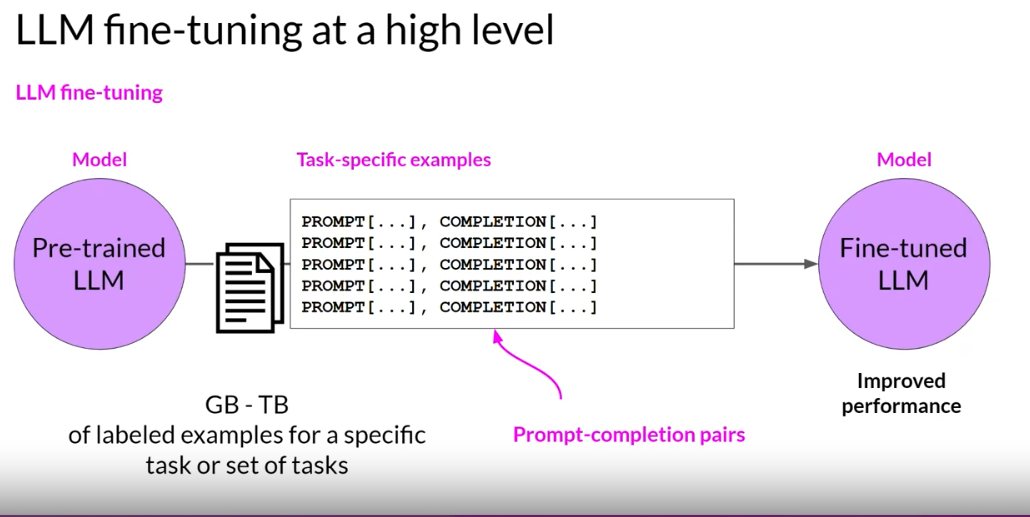 LLM fine-tuning at a high level
LLM fine-tuning
Model
Task-specific examples
Model
Pre-trained
LLM
PROMPT[...], COMPLETION[...]
PROMPT[...], COMPLETION[...]
PROMPT[...], COMPLETION[...]
PROMPT[...], COMPLETION[...]
PROMPT[...], COMPLETION[...]
Fine-tuned
LLM
GB - TB
of labeled examples for a specific
task or set of tasks
Prompt-completion pairs
Improved
performance